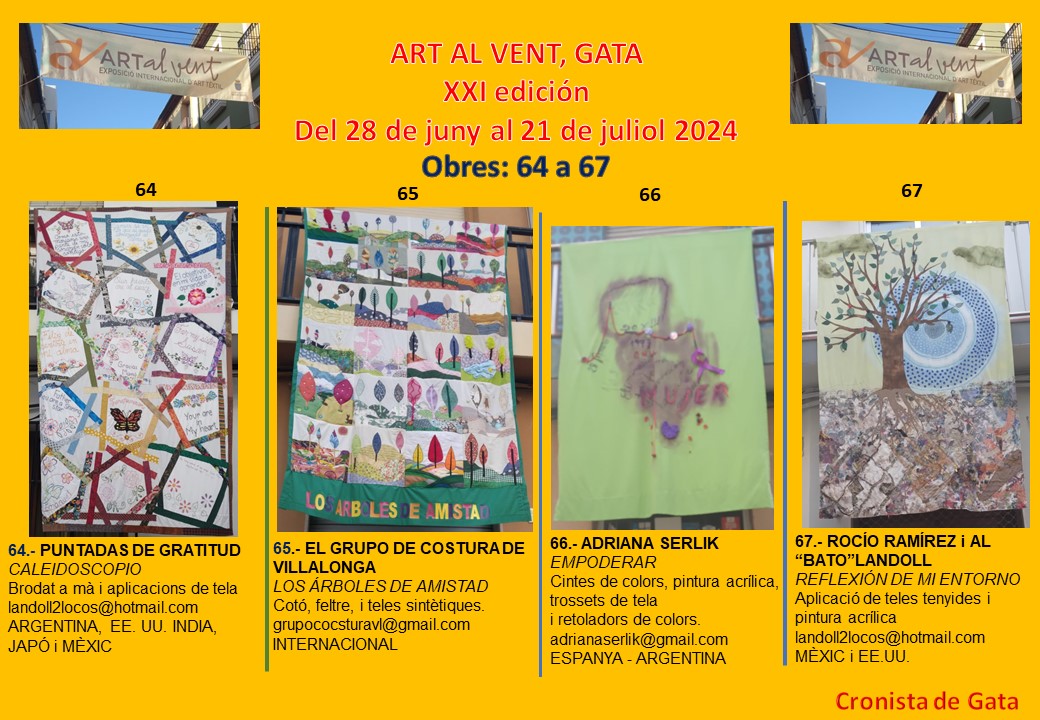 ARTal vent
EXPOSICIÓ INTERNACIONAL D'ART TÈXTIL
ARTal vent
EXPOSICIÓ INTERNACIONAL D'ART TÈXTIL
ART AL VENT, GATA
XXI edición
Del 28 de juny al 21 de juliol 2024
Obres: 64 a 67
64
65
66
67
Your are
in My heart
LOS ARBOLES DE AMISTAD
MUJER
64.- PUNTADAS DE GRATITUD
CALEIDOSCOPIO
Brodat a mà i aplicacions de tela
landoll2locos@hotmail.com
ARGENTINA, EE. UU. INDIA,
JAPÓ i MÈXIC
65.- EL GRUPO DE COSTURA DE
VILLALONGA
LOS ÁRBOLES DE AMISTAD
Cotó, feltre, i teles sintètiques.
grupococsturavl@gmail.com
INTERNACIONAL
66.- ADRIANA SERLIK
EMPODERAR
Cintes de colors, pintura acrílica,
trossets de tela
i retoladors de colors.
adrianaserlik@gmail.com
ESPANYA - ARGENTINA
67.- ROCÍO RAMÍREZ i AL
“BATO”LANDOLL
REFLEXIÓN DE MI ENTORNO
Aplicació de teles tenyides i
pintura acrílica
landoll2locos@hotmail.com
MÈXIC i EE.UU.
Cronista de Gata